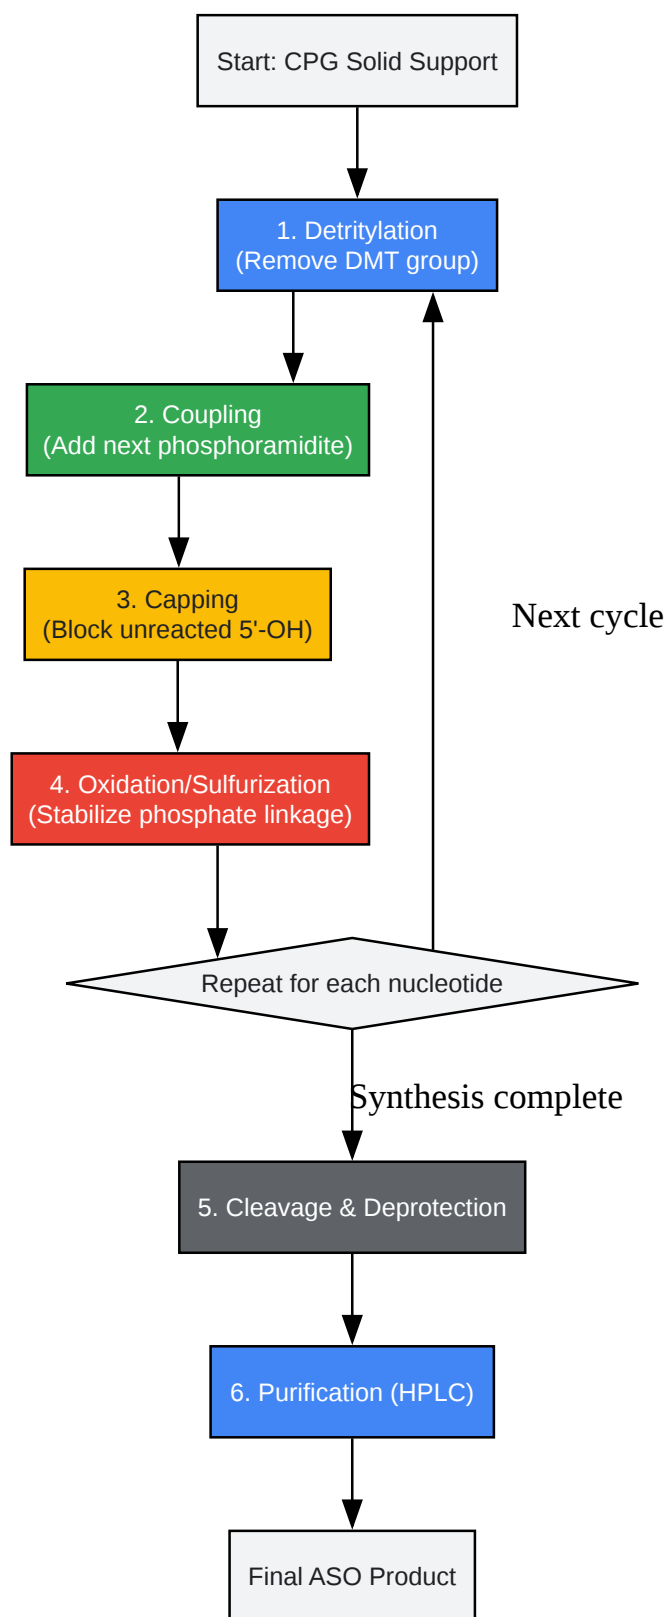 Start: CPG Solid Support
1. Detritylation
(Remove DMT group)
2. Coupling
(Add next phosphoramidite)
3. Capping
(Block unreacted 5'-OH)
Next cycle
4. Oxidation/Sulfurization
(Stabilize phosphate linkage)
Repeat for each nucleotide
Synthesis complete
5. Cleavage & Deprotection
6. Purification (HPLC)
Final ASO Product